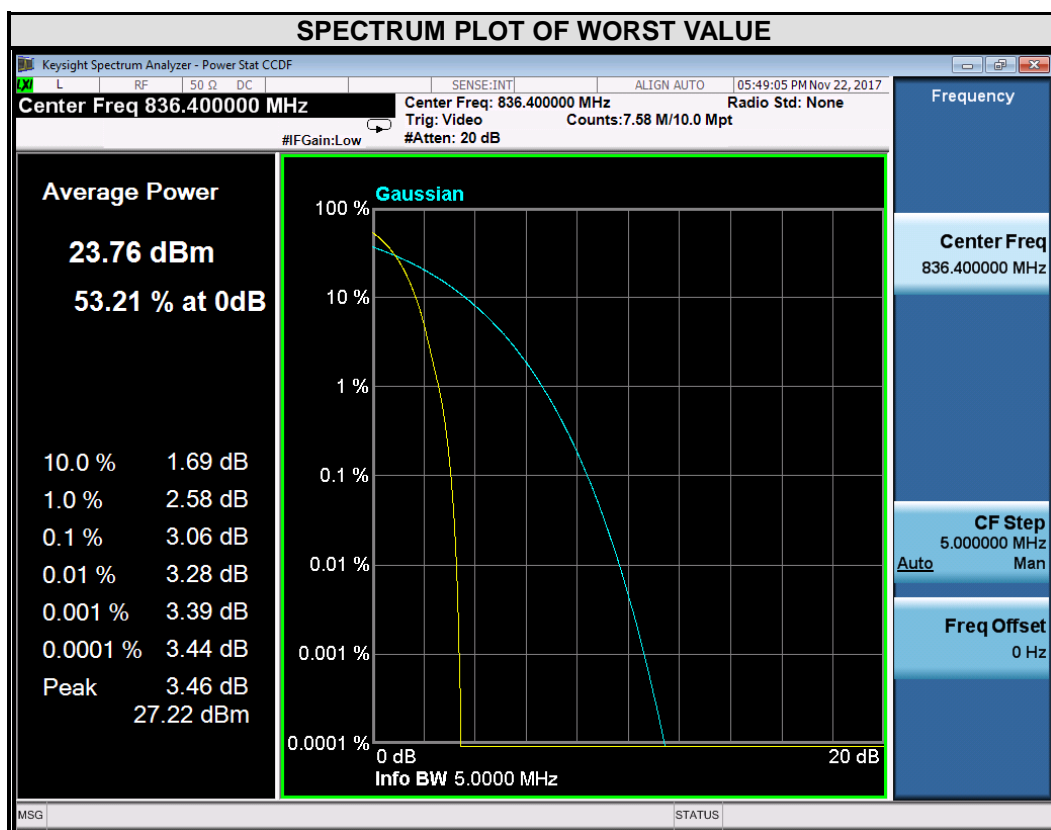 SPECTRUM PLOT OF WORST VALUE
Keysight Spectrum Analyzer - Power Stat CCDF
LXI L RF 50 Ω DC SENSE:INT ALIGN AUTO 05:49:05 PM Nov 22, 2017
Center Freq 836.400000 MHz
Center Freq: 836.400000 MHz Radio Std: None
Trig: Video Counts:7.58 M/10.0 Mpt
#IFGain:Low #Atten: 20 dB
Frequency
Average Power
23.76 dBm
53.21 % at 0dB
10.0 % 1.69 dB
1.0 % 2.58 dB
0.1 % 3.06 dB
0.01 % 3.28 dB
0.001 % 3.39 dB
0.0001 % 3.44 dB
Peak 3.46 dB
27.22 dBm
Gaussian
100 %
10 %
1 %
0.1 %
0.01 %
0.001 %
0.0001 %
0 dB 20 dB
Info BW 5.0000 MHz
Center Freq
836.400000 MHz
CF Step
5.000000 MHz
Auto Man
Freq Offset
0 Hz
MSG STATUS